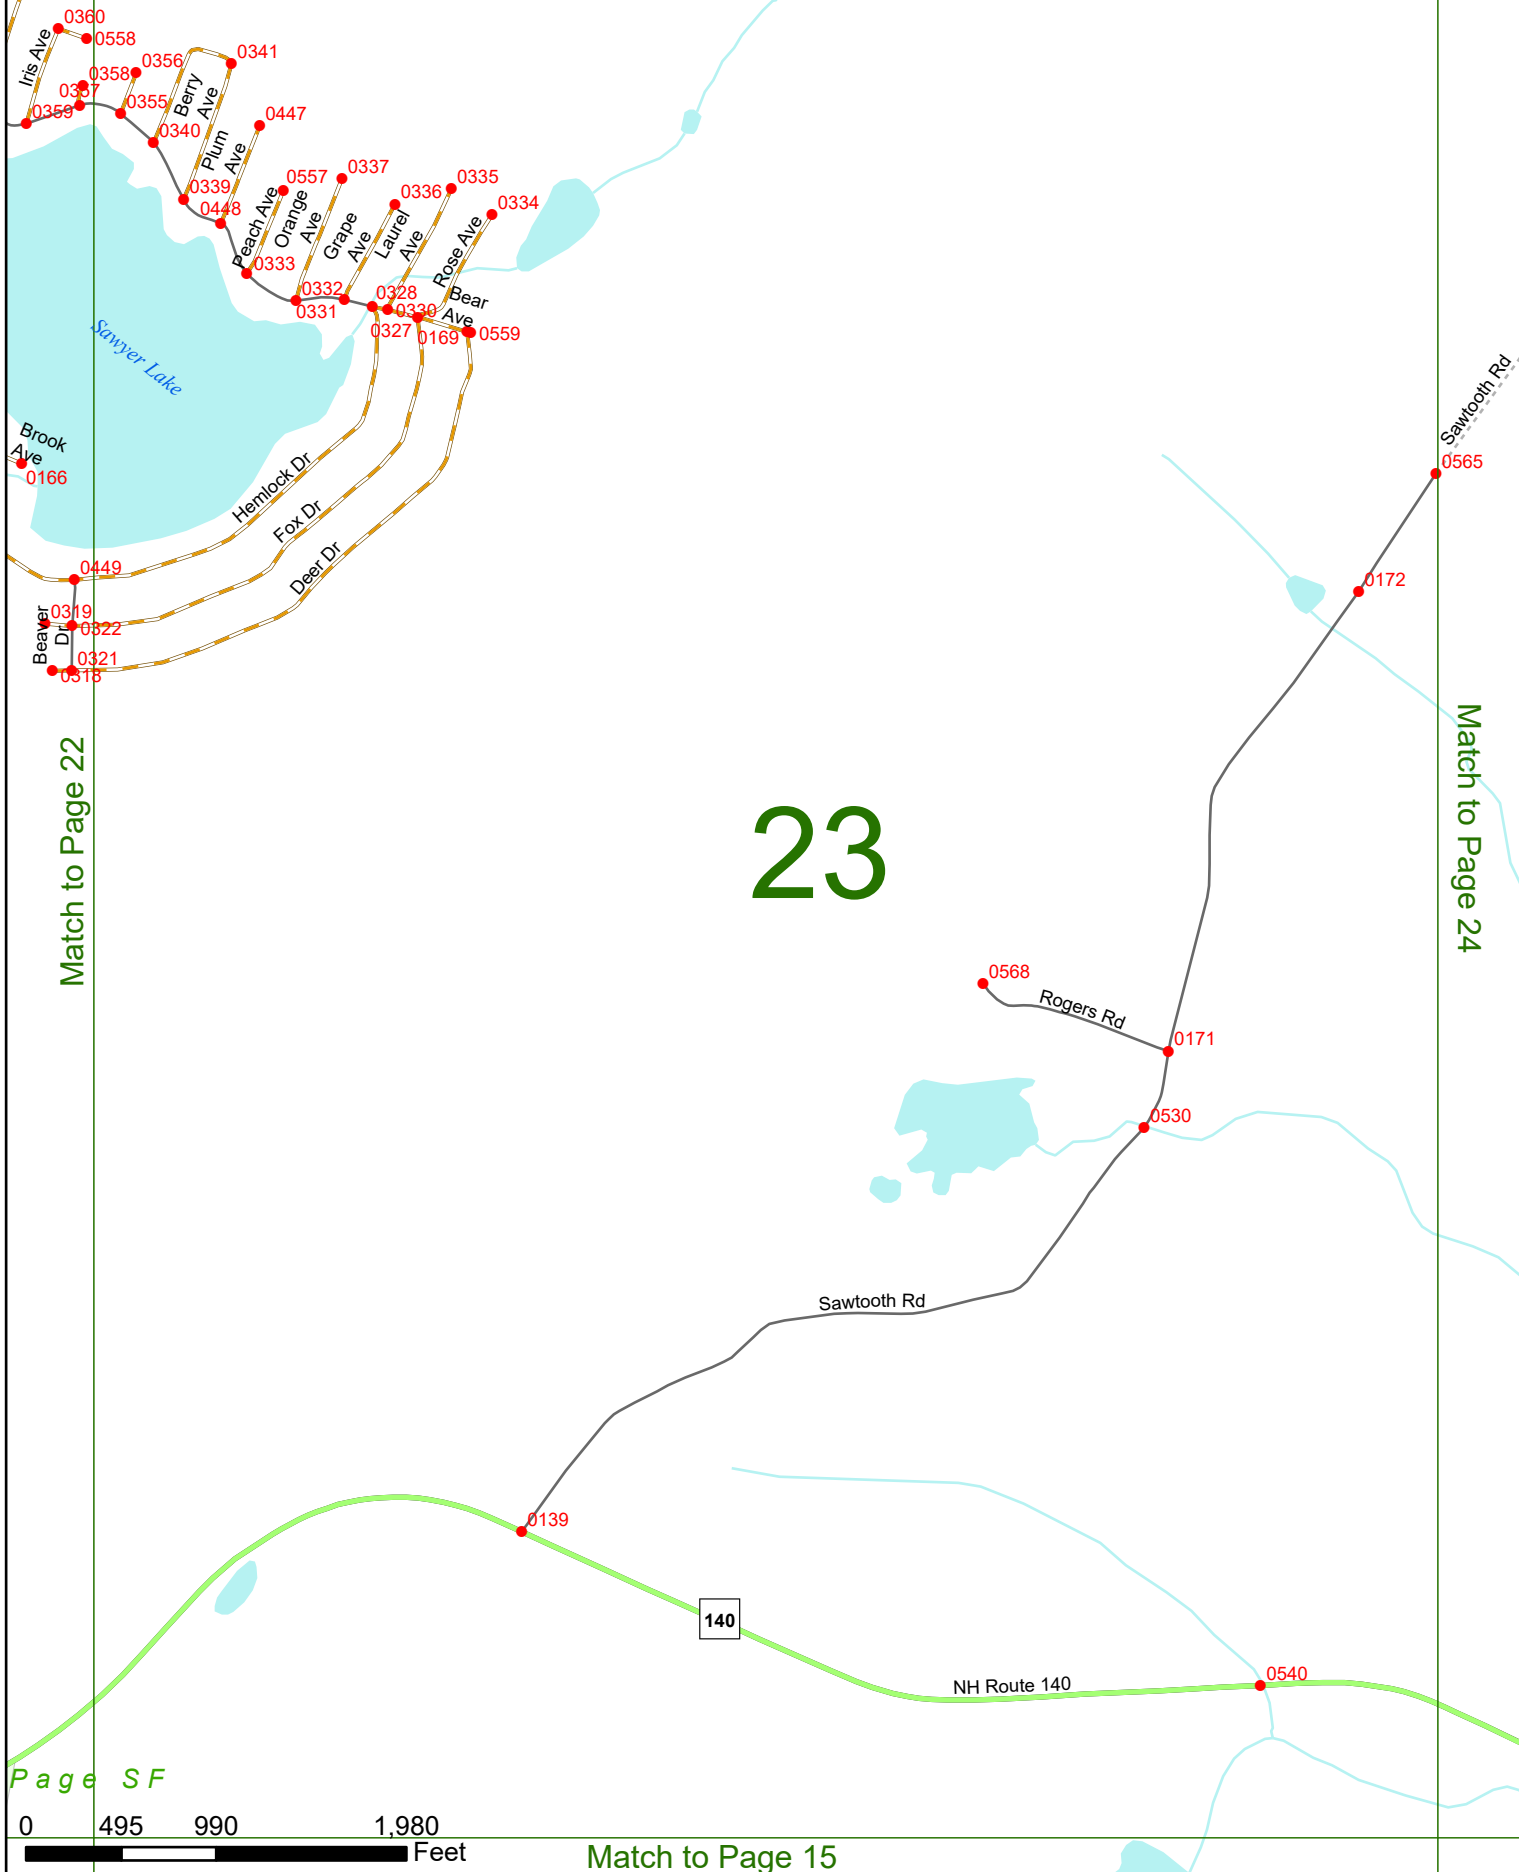 0360
0558
Iris Ave
0358
0356
0357
0359
0355
0341
Berry
Ave
0340
0447
Plum
Ave
0339
0448
0557
0337
0336
0335
0334
Peach Ave
Orange
Ave
Grape
Ave
Laurel
Ave
Rose Ave
0333
0332
0331
0328
0330
0327
Bear
Ave
0169
0559
Sawyer Lake
Brook
Ave
0166
Hemlock Dr
Fox Dr
Deer Dr
0449
0319
0322
Beaver
Dr
0321
0318
Sawtooth Rd
0565
0172
Match to Page 22
23
Match to Page 24
0568
Rogers Rd
0171
0530
Sawtooth Rd
0139
140
NH Route 140
0540
Page SF
0 495 990 1,980
Feet
Match to Page 15